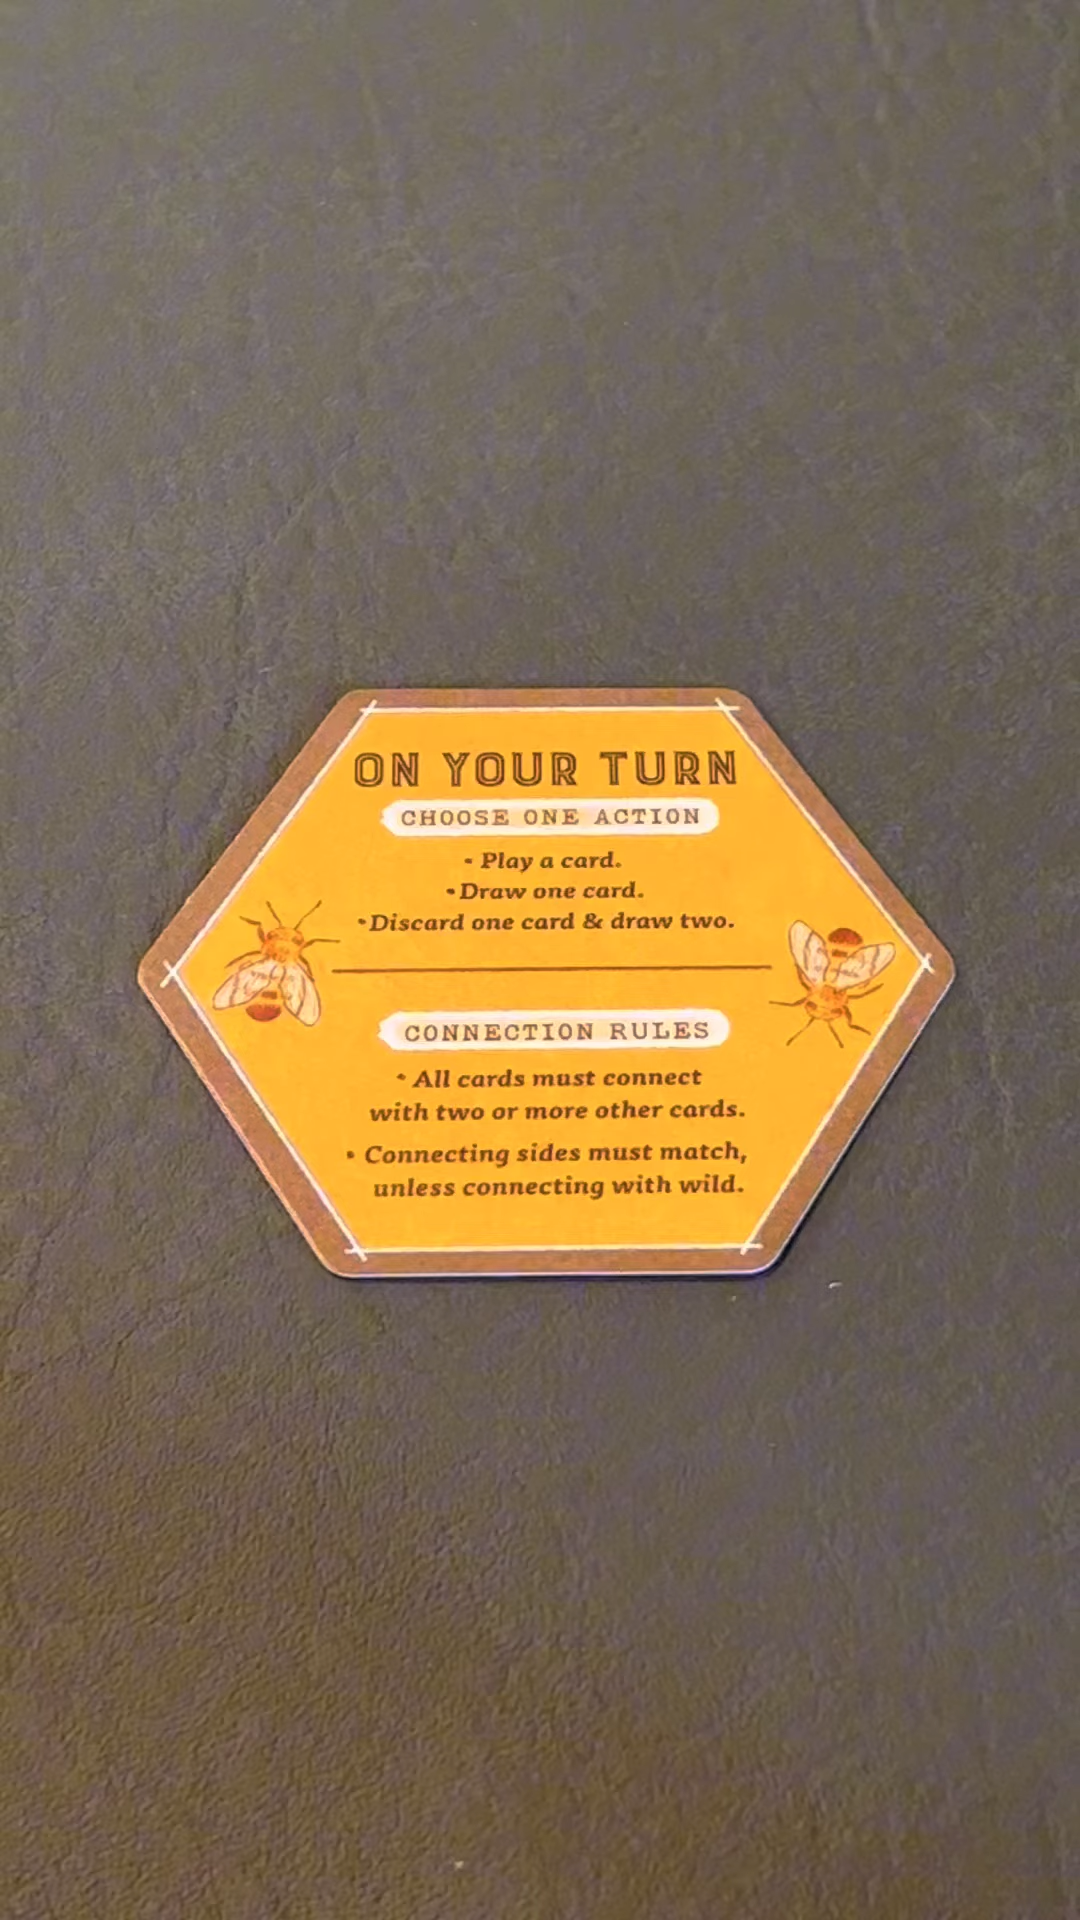 ON YOUR TURN
CHOOSE ONE ACTION
• Play a card.
• Draw one card.
• Discard one card & draw two.
CONNECTION RULES
• All cards must connect
with two or more other cards.
• Connecting sides must match,
unless connecting with wild.